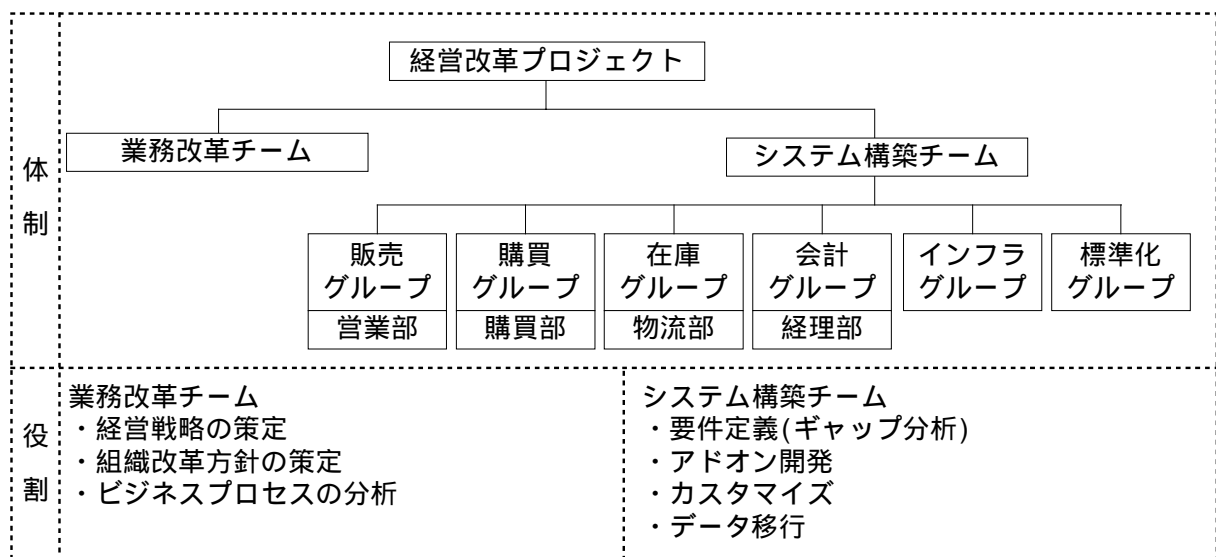 経営改革プロジェクト
業務改革チーム
システム構築チーム
体
制
販売
グループ
営業部
購買
グループ
購買部
在庫
グループ
物流部
会計
グループ
経理部
インフラ
グループ
標準化
グループ
役
割
業務改革チーム
・経営戦略の策定
・組織改革方針の策定
・ビジネスプロセスの分析
システム構築チーム
・要件定義(ギャップ分析)
・アドオン開発
・カスタマイズ
・データ移行